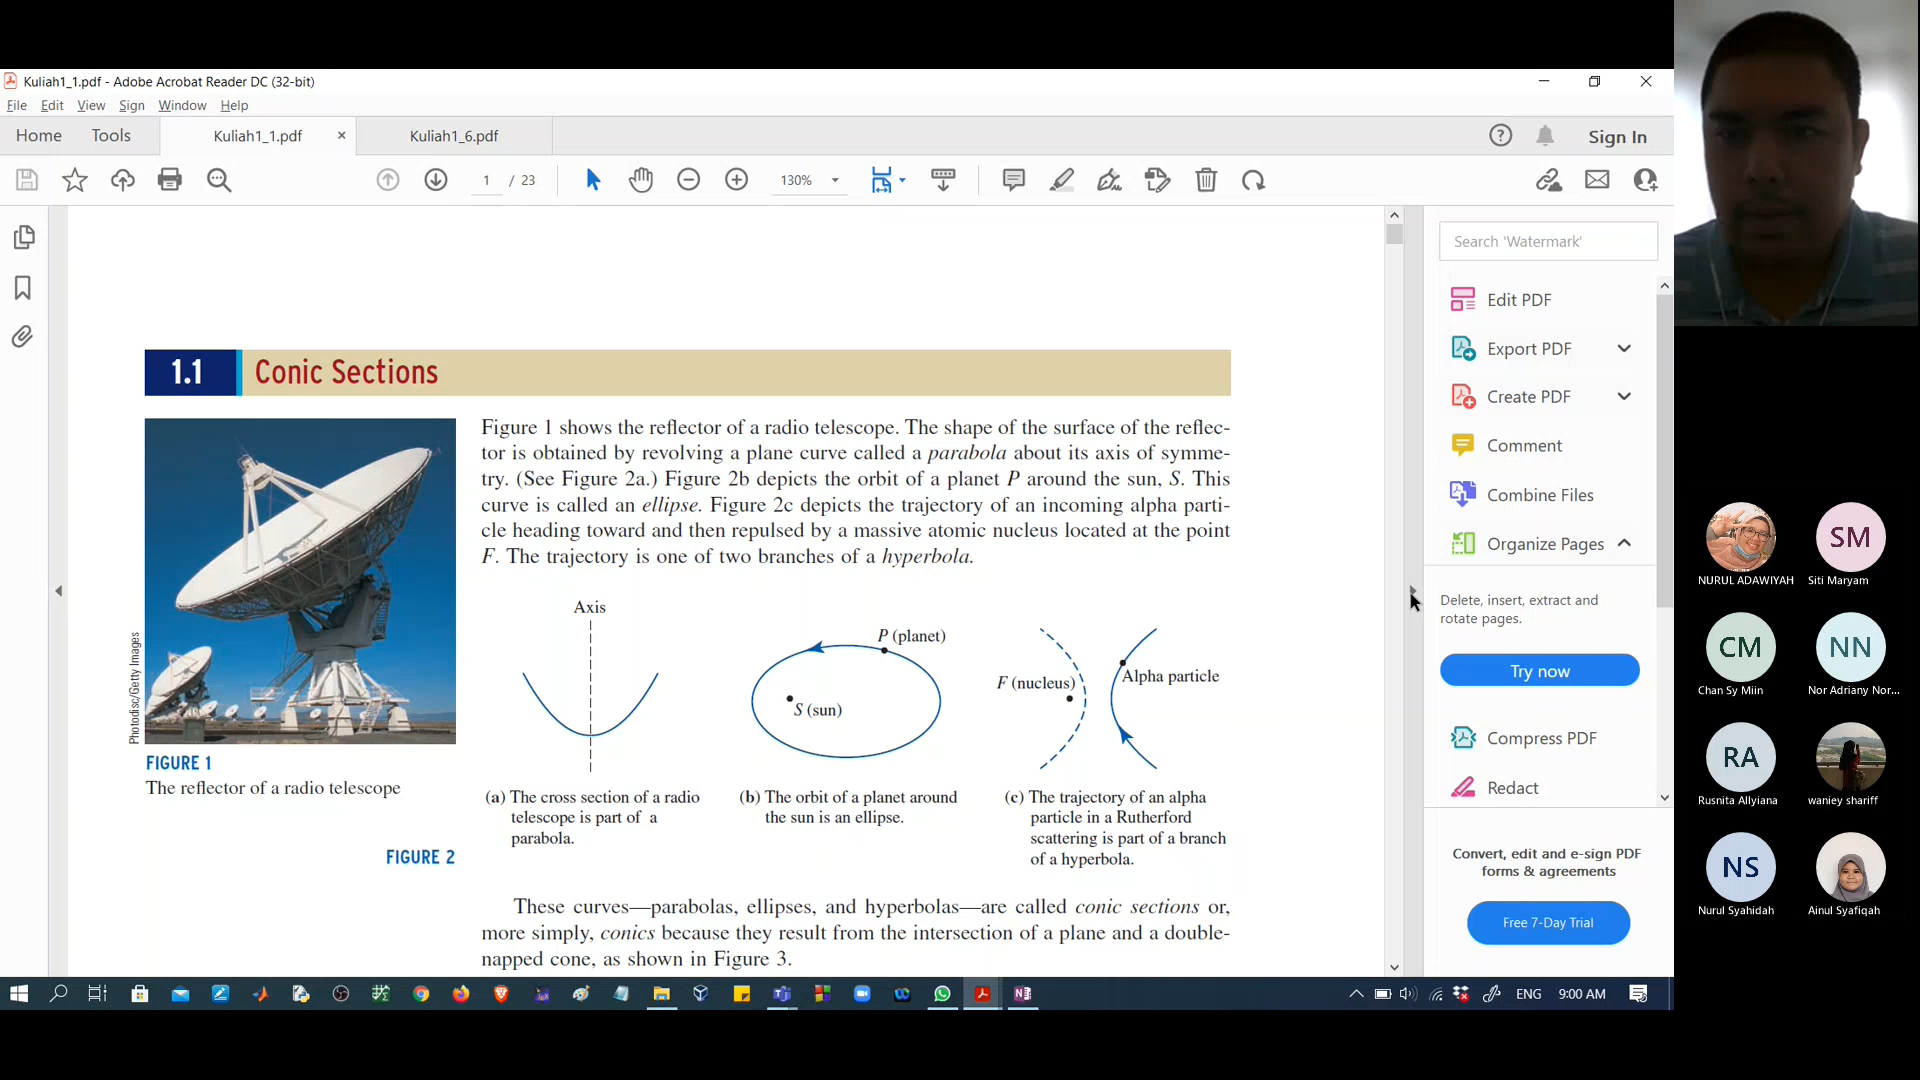 Kuliah1_1.pdf - Adobe Acrobat Reader DC (32-bit)
File Edit View Sign Window Help
Home Tools Kuliah1_1.pdf Kuliah1_6.pdf Sign In
1 / 23 130%
Search 'Watermark'
Edit PDF
Export PDF
Create PDF
Comment
Combine Files
Organize Pages
Delete, insert, extract and
rotate pages.
Try now
Compress PDF
Redact
Convert, edit and e-sign PDF
forms & agreements
Free 7-Day Trial
1.1 Conic Sections
Figure 1 shows the reflector of a radio telescope. The shape of the surface of the reflec-
tor is obtained by revolving a plane curve called a parabola about its axis of symme-
try. (See Figure 2a.) Figure 2b depicts the orbit of a planet P around the sun, S. This
curve is called an ellipse. Figure 2c depicts the trajectory of an incoming alpha parti-
cle heading toward and then repulsed by a massive atomic nucleus located at the point
F. The trajectory is one of two branches of a hyperbola.
Photodisc/Getty Images
FIGURE 1
The reflector of a radio telescope
Axis
P (planet)
S (sun)
F (nucleus)
Alpha particle
(a) The cross section of a radio
telescope is part of a
parabola.
(b) The orbit of a planet around
the sun is an ellipse.
(c) The trajectory of an alpha
particle in a Rutherford
scattering is part of a branch
of a hyperbola.
FIGURE 2
These curves—parabolas, ellipses, and hyperbolas—are called conic sections or,
more simply, conics because they result from the intersection of a plane and a double-
napped cone, as shown in Figure 3.
ENG 9:00 AM
NURUL ADAWIYAH
SM
Siti Maryam
CM
Chan Sy Miin
NN
Nor Adriany Nor...
RA
Rusnita Allyiana
waniey shariff
NS
Nurul Syahidah
Ainul Syafiqah